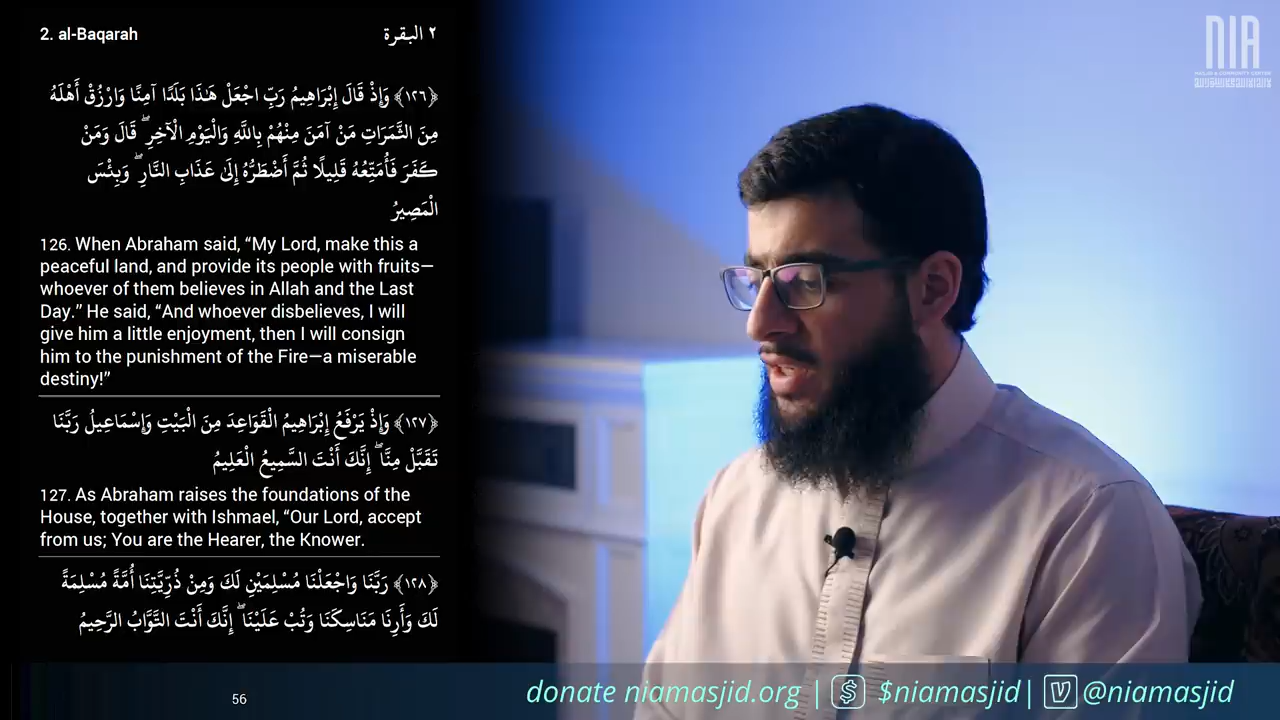 2. al-Baqarah
٢ البقرة
﴿١٢٦﴾ وَإِذْ قَالَ إِبْرَاهِيمُ رَبِّ اجْعَلْ هَٰذَا بَلَدًا آمِنًا وَارْزُقْ أَهْلَهُ
مِنَ الثَّمَرَاتِ مَنْ آمَنَ مِنْهُمْ بِاللَّهِ وَالْيَوْمِ الْآخِرِ ۖ قَالَ وَمَنْ
كَفَرَ فَأُمَتِّعُهُ قَلِيلًا ثُمَّ أَضْطَرُّهُ إِلَىٰ عَذَابِ النَّارِ ۖ وَبِئْسَ
الْمَصِيرُ
126. When Abraham said, “My Lord, make this a
peaceful land, and provide its people with fruits—
whoever of them believes in Allah and the Last
Day.” He said, “And whoever disbelieves, I will
give him a little enjoyment, then I will consign
him to the punishment of the Fire—a miserable
destiny!”
﴿١٢٧﴾ وَإِذْ يَرْفَعُ إِبْرَاهِيمُ الْقَوَاعِدَ مِنَ الْبَيْتِ وَإِسْمَاعِيلُ رَبَّنَا
تَقَبَّلْ مِنَّا ۖ إِنَّكَ أَنْتَ السَّمِيعُ الْعَلِيمُ
127. As Abraham raises the foundations of the
House, together with Ishmael, “Our Lord, accept
from us; You are the Hearer, the Knower.
﴿١٢٨﴾ رَبَّنَا وَاجْعَلْنَا مُسْلِمَيْنِ لَكَ وَمِنْ ذُرِّيَّتِنَا أُمَّةً مُسْلِمَةً
لَكَ وَأَرِنَا مَنَاسِكَنَا وَتُبْ عَلَيْنَا ۖ إِنَّكَ أَنْتَ التَّوَّابُ الرَّحِيمُ
56
NIA
MASJID & COMMUNITY CENTER
donate niamasjid.org | $ $niamasjid | V @niamasjid